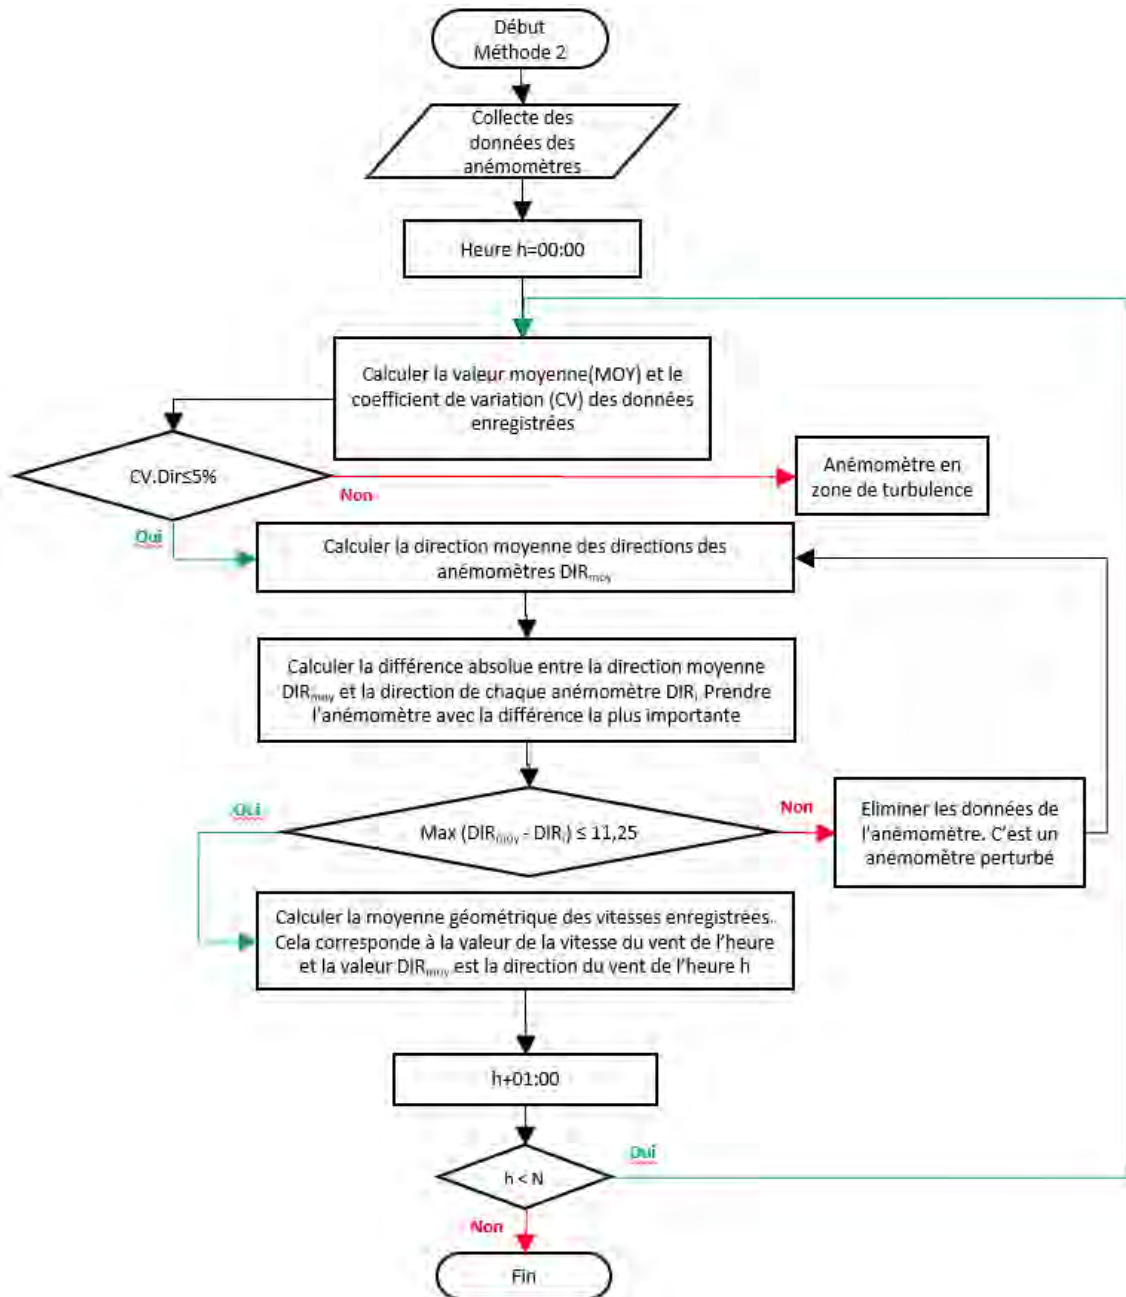 Début
Méthode 2
Collecte des
données des
anémomètres
Heure h=00:00
Calculer la valeur moyenne(MOY) et le
coefficient de variation (CV) des données
enregistrées
CV.Dir≤5%
Non
Anémomètre en
zone de turbulence
Oui
Calculer la direction moyenne des directions des
anémomètres DIRmoy
Calculer la différence absolue entre la direction moyenne
DIRmoy et la direction de chaque anémomètre DIRi Prendre
l'anémomètre avec la différence la plus importante
Oui
Max (DIRmoy - DIRi) ≤ 11,25
Non
Eliminer les données de
l'anémomètre. C'est un
anémomètre perturbé
Calculer la moyenne géométrique des vitesses enregistrées.
Cela corresponde à la valeur de la vitesse du vent de l'heure
et la valeur DIRmoy est la direction du vent de l'heure h
h+01:00
h < N
Oui
Non
Fin